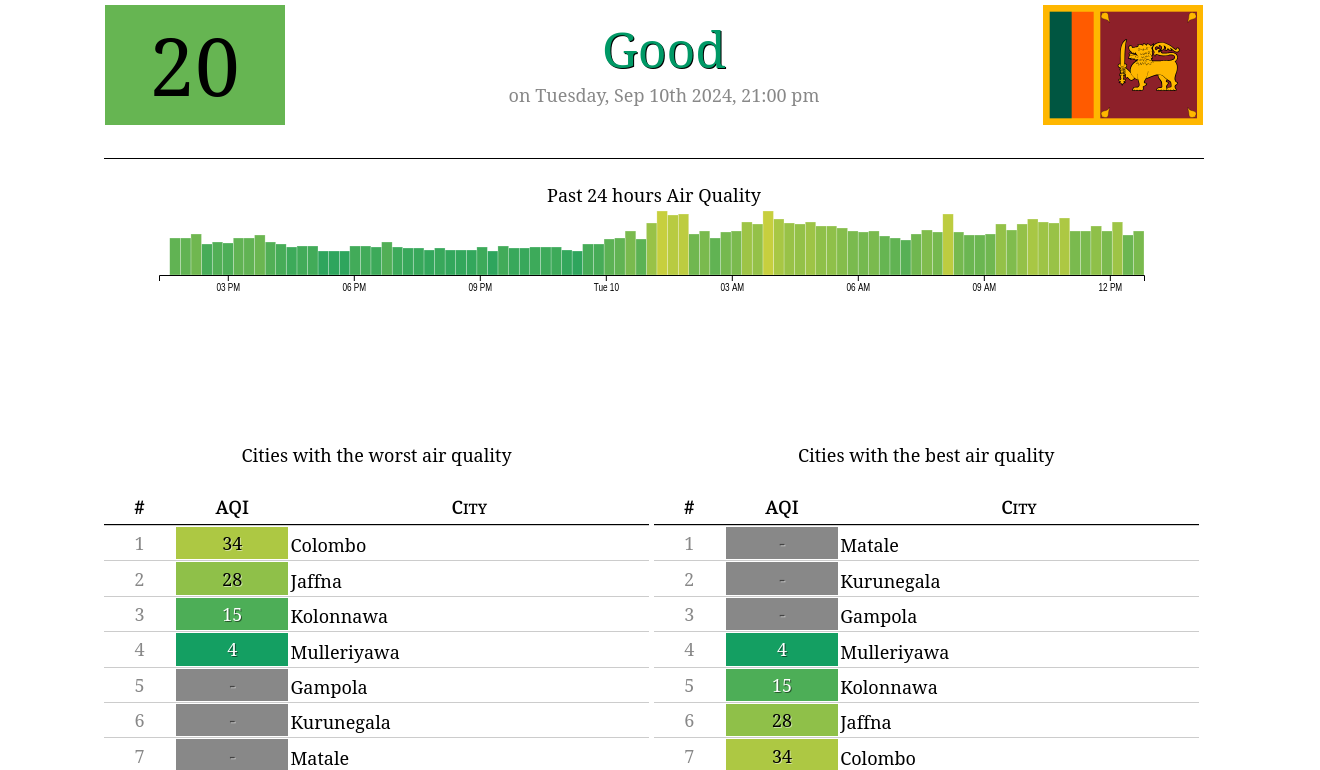 20
Good
on Tuesday, Sep 10th 2024, 21:00 pm
Past 24 hours Air Quality
03 PM 06 PM 09 PM Tue 10 03 AM 06 AM 09 AM 12 PM
Cities with the worst air quality
# AQI City
1 34 Colombo
2 28 Jaffna
3 15 Kolonnawa
4 4 Mulleriyawa
5 - Gampola
6 - Kurunegala
7 - Matale
Cities with the best air quality
# AQI City
1 - Matale
2 - Kurunegala
3 - Gampola
4 4 Mulleriyawa
5 15 Kolonnawa
6 28 Jaffna
7 34 Colombo